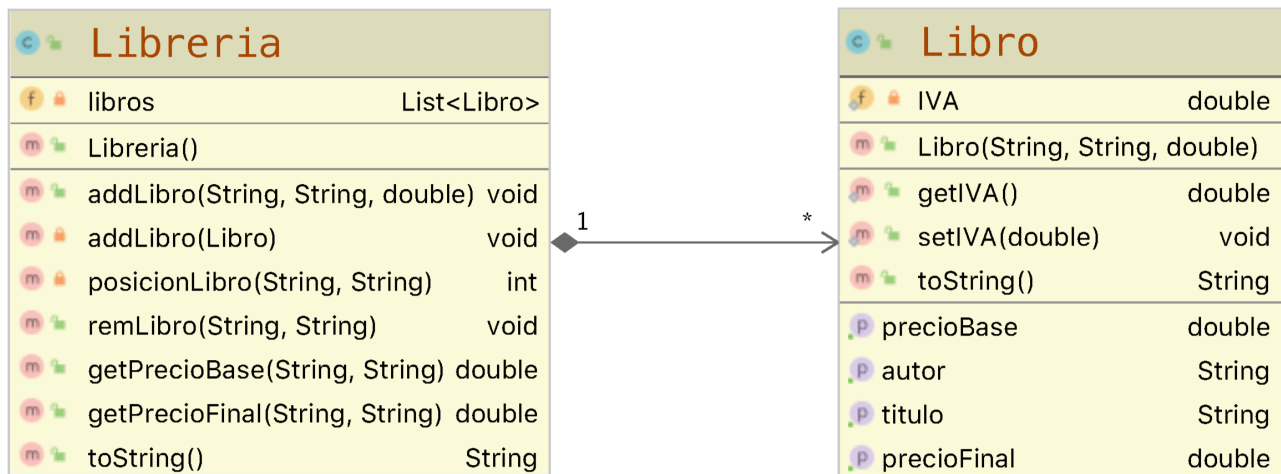 Libreria
libros List<Libro>
Libreria()
addLibro(String, String, double) void
addLibro(Libro) void
posicionLibro(String, String) int
remLibro(String, String) void
getPrecioBase(String, String) double
getPrecioFinal(String, String) double
toString() String
1 *
Libro
IVA double
Libro(String, String, double)
getIVA() double
setIVA(double) void
toString() String
precioBase double
autor String
titulo String
precioFinal double